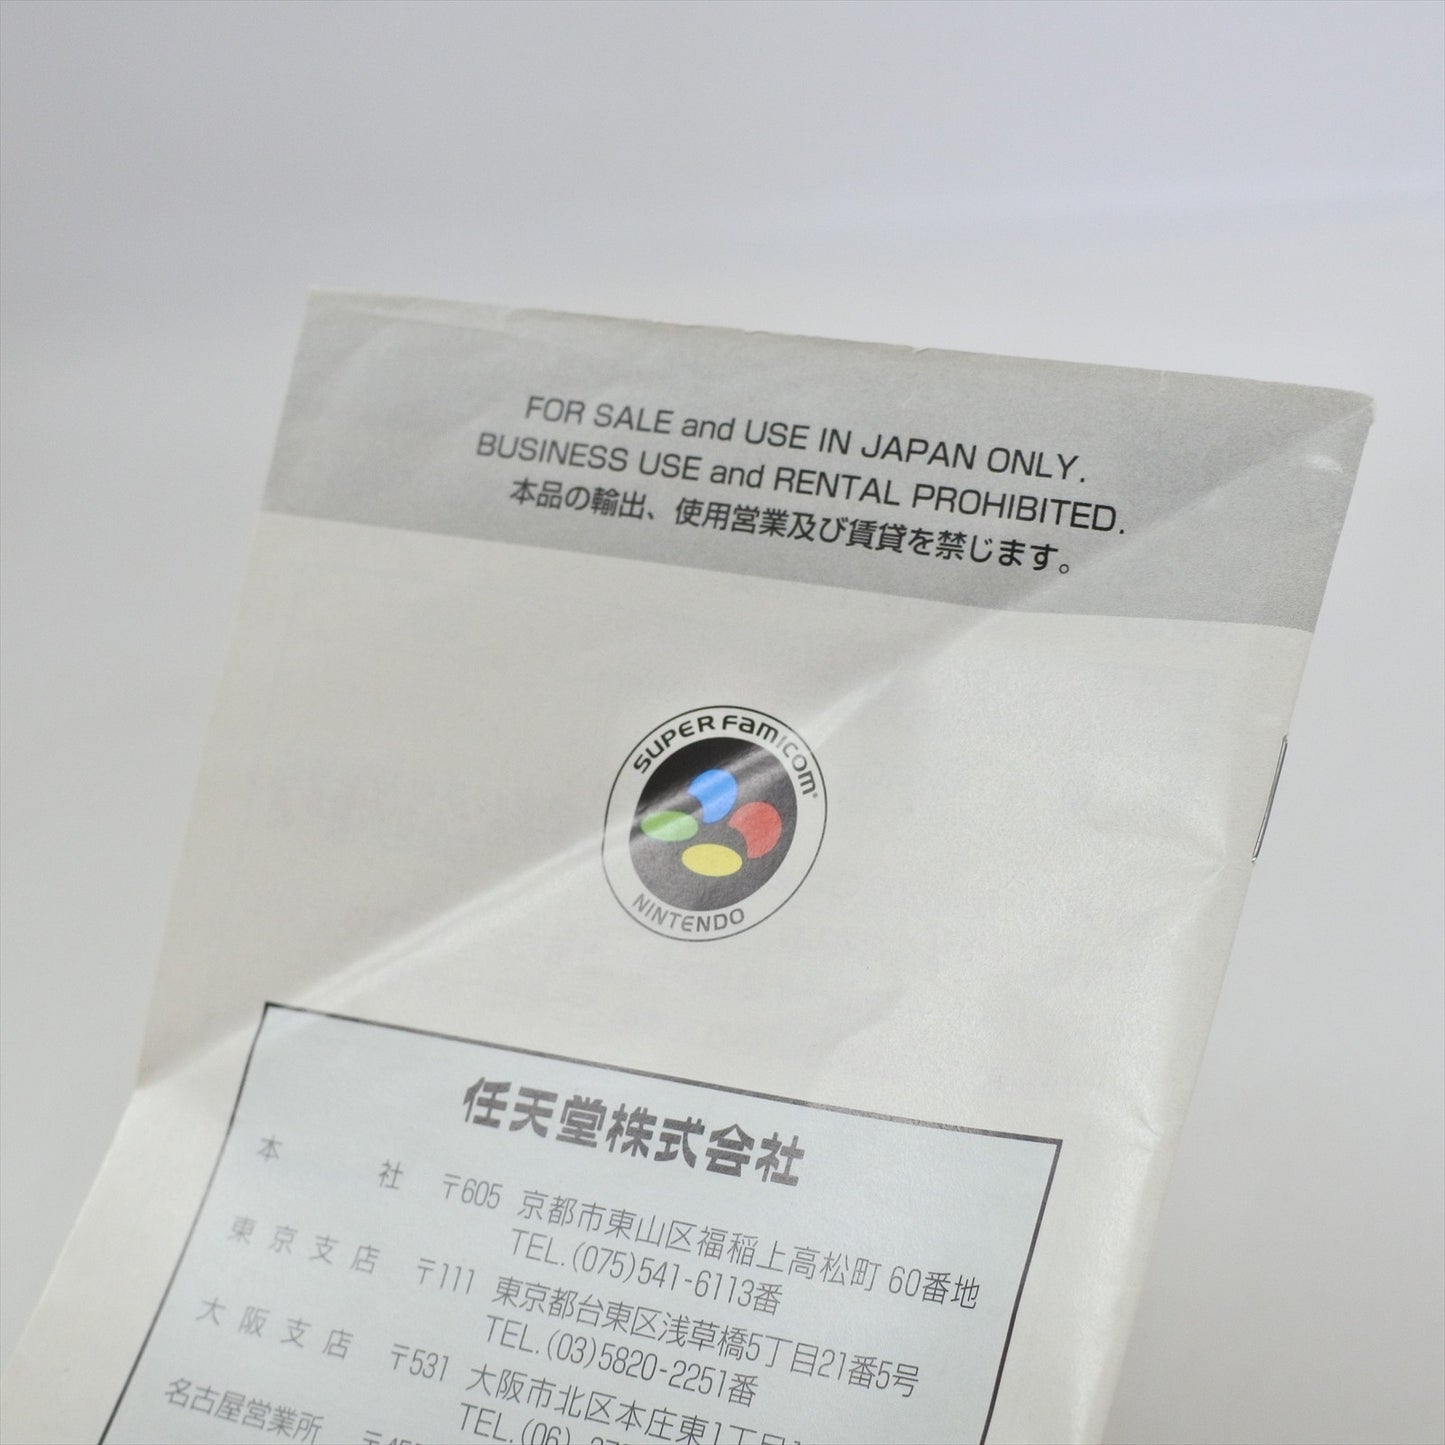 FOR SALE and USE IN JAPAN ONLY.
BUSINESS USE and RENTAL PROHIBITED.
本品の輸出、使用営業及び賃貸を禁じます。
SUPER FAMICOM
NINTENDO
任天堂株式会社
本社 〒605 京都市東山区福稲上高松町 60番地
TEL.(075)541-6113番
東京支店 〒111 東京都台東区浅草橋5丁目21番5号
TEL.(03)5820-2251番
大阪支店 〒531 大阪市北区本庄東1丁目
TEL.(06)
名古屋営業所